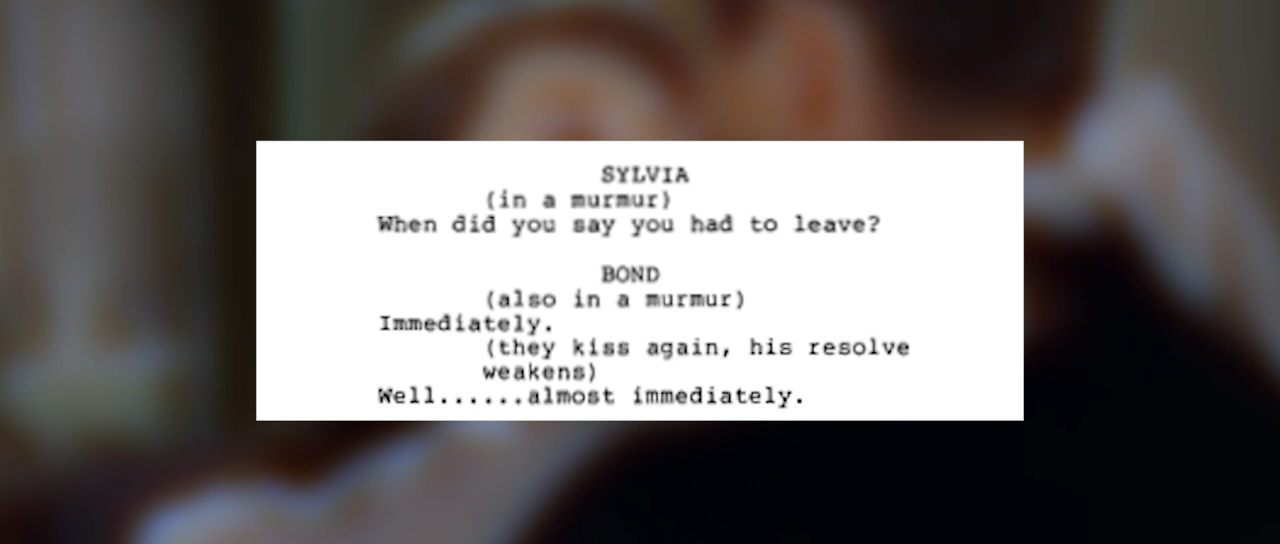 SYLVIA
(in a murmur)
When did you say you had to leave?
BOND
(also in a murmur)
Immediately.
(they kiss again, his resolve
weakens)
Well......almost immediately.